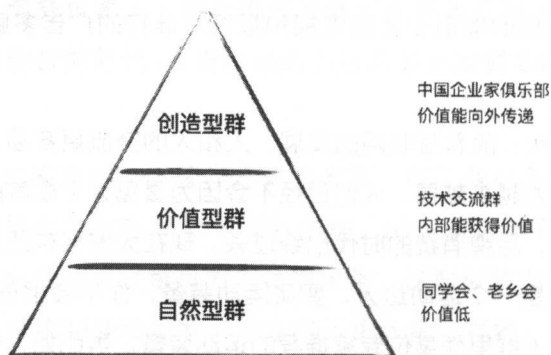 创造型群
中国企业家俱乐部
价值能向外传递
价值型群
技术交流群
内部能获得价值
自然型群
同学会、老乡会
价值低